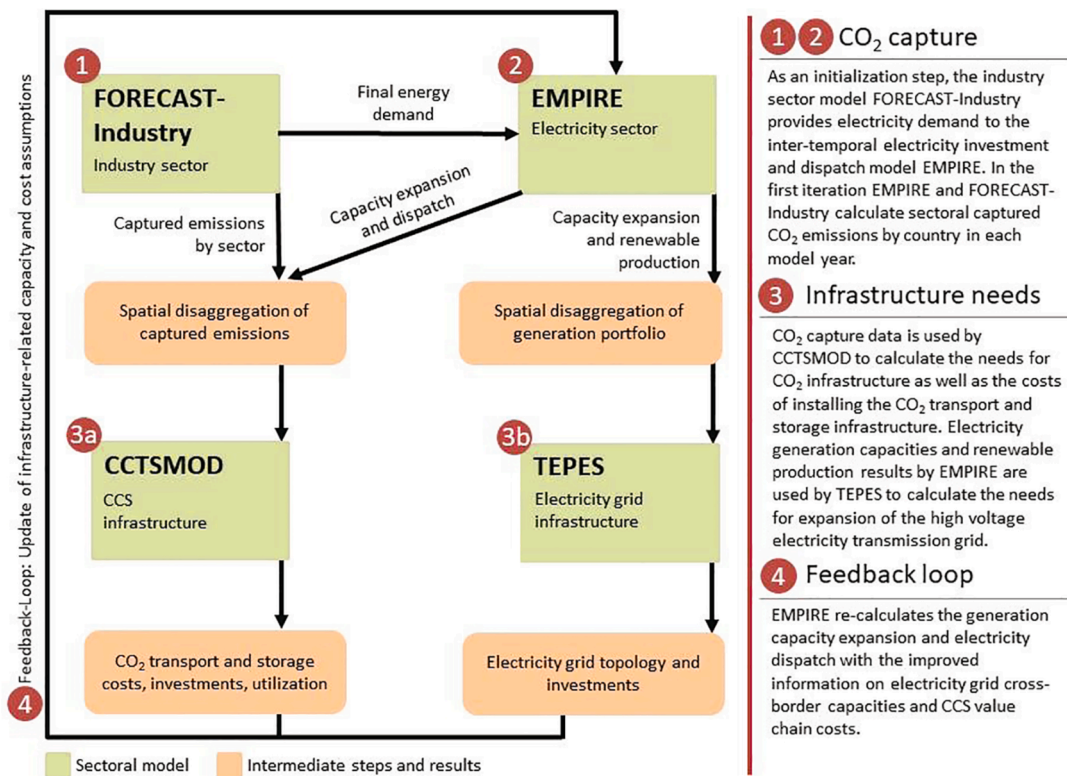 1
FORECAST-
Industry
Industry sector
Final energy
demand
2
EMPIRE
Electricity sector
Captured emissions
by sector
Capacity expansion
and dispatch
Capacity expansion
and renewable
production
Spatial disaggregation of
captured emissions
Spatial disaggregation of
generation portfolio
3a
CCTSMOD
CCS
infrastructure
3b
TEPES
Electricity grid
infrastructure
CO₂ transport and storage
costs, investments, utilization
Electricity grid topology and
investments
4
Feedback-Loop: Update of infrastructure-related capacity and cost assumptions
Sectoral model
Intermediate steps and results
1 2 CO₂ capture
As an initialization step, the industry
sector model FORECAST-Industry
provides electricity demand to the
inter-temporal electricity investment
and dispatch model EMPIRE. In the
first iteration EMPIRE and FORECAST-
Industry calculate sectoral captured
CO₂ emissions by country in each
model year.
3 Infrastructure needs
CO₂ capture data is used by
CCTSMOD to calculate the needs for
CO₂ infrastructure as well as the costs
of installing the CO₂ transport and
storage infrastructure. Electricity
generation capacities and renewable
production results by EMPIRE are
used by TEPES to calculate the needs
for expansion of the high voltage
electricity transmission grid.
4 Feedback loop
EMPIRE re-calculates the generation
capacity expansion and electricity
dispatch with the improved
information on electricity grid cross-
border capacities and CCS value
chain costs.